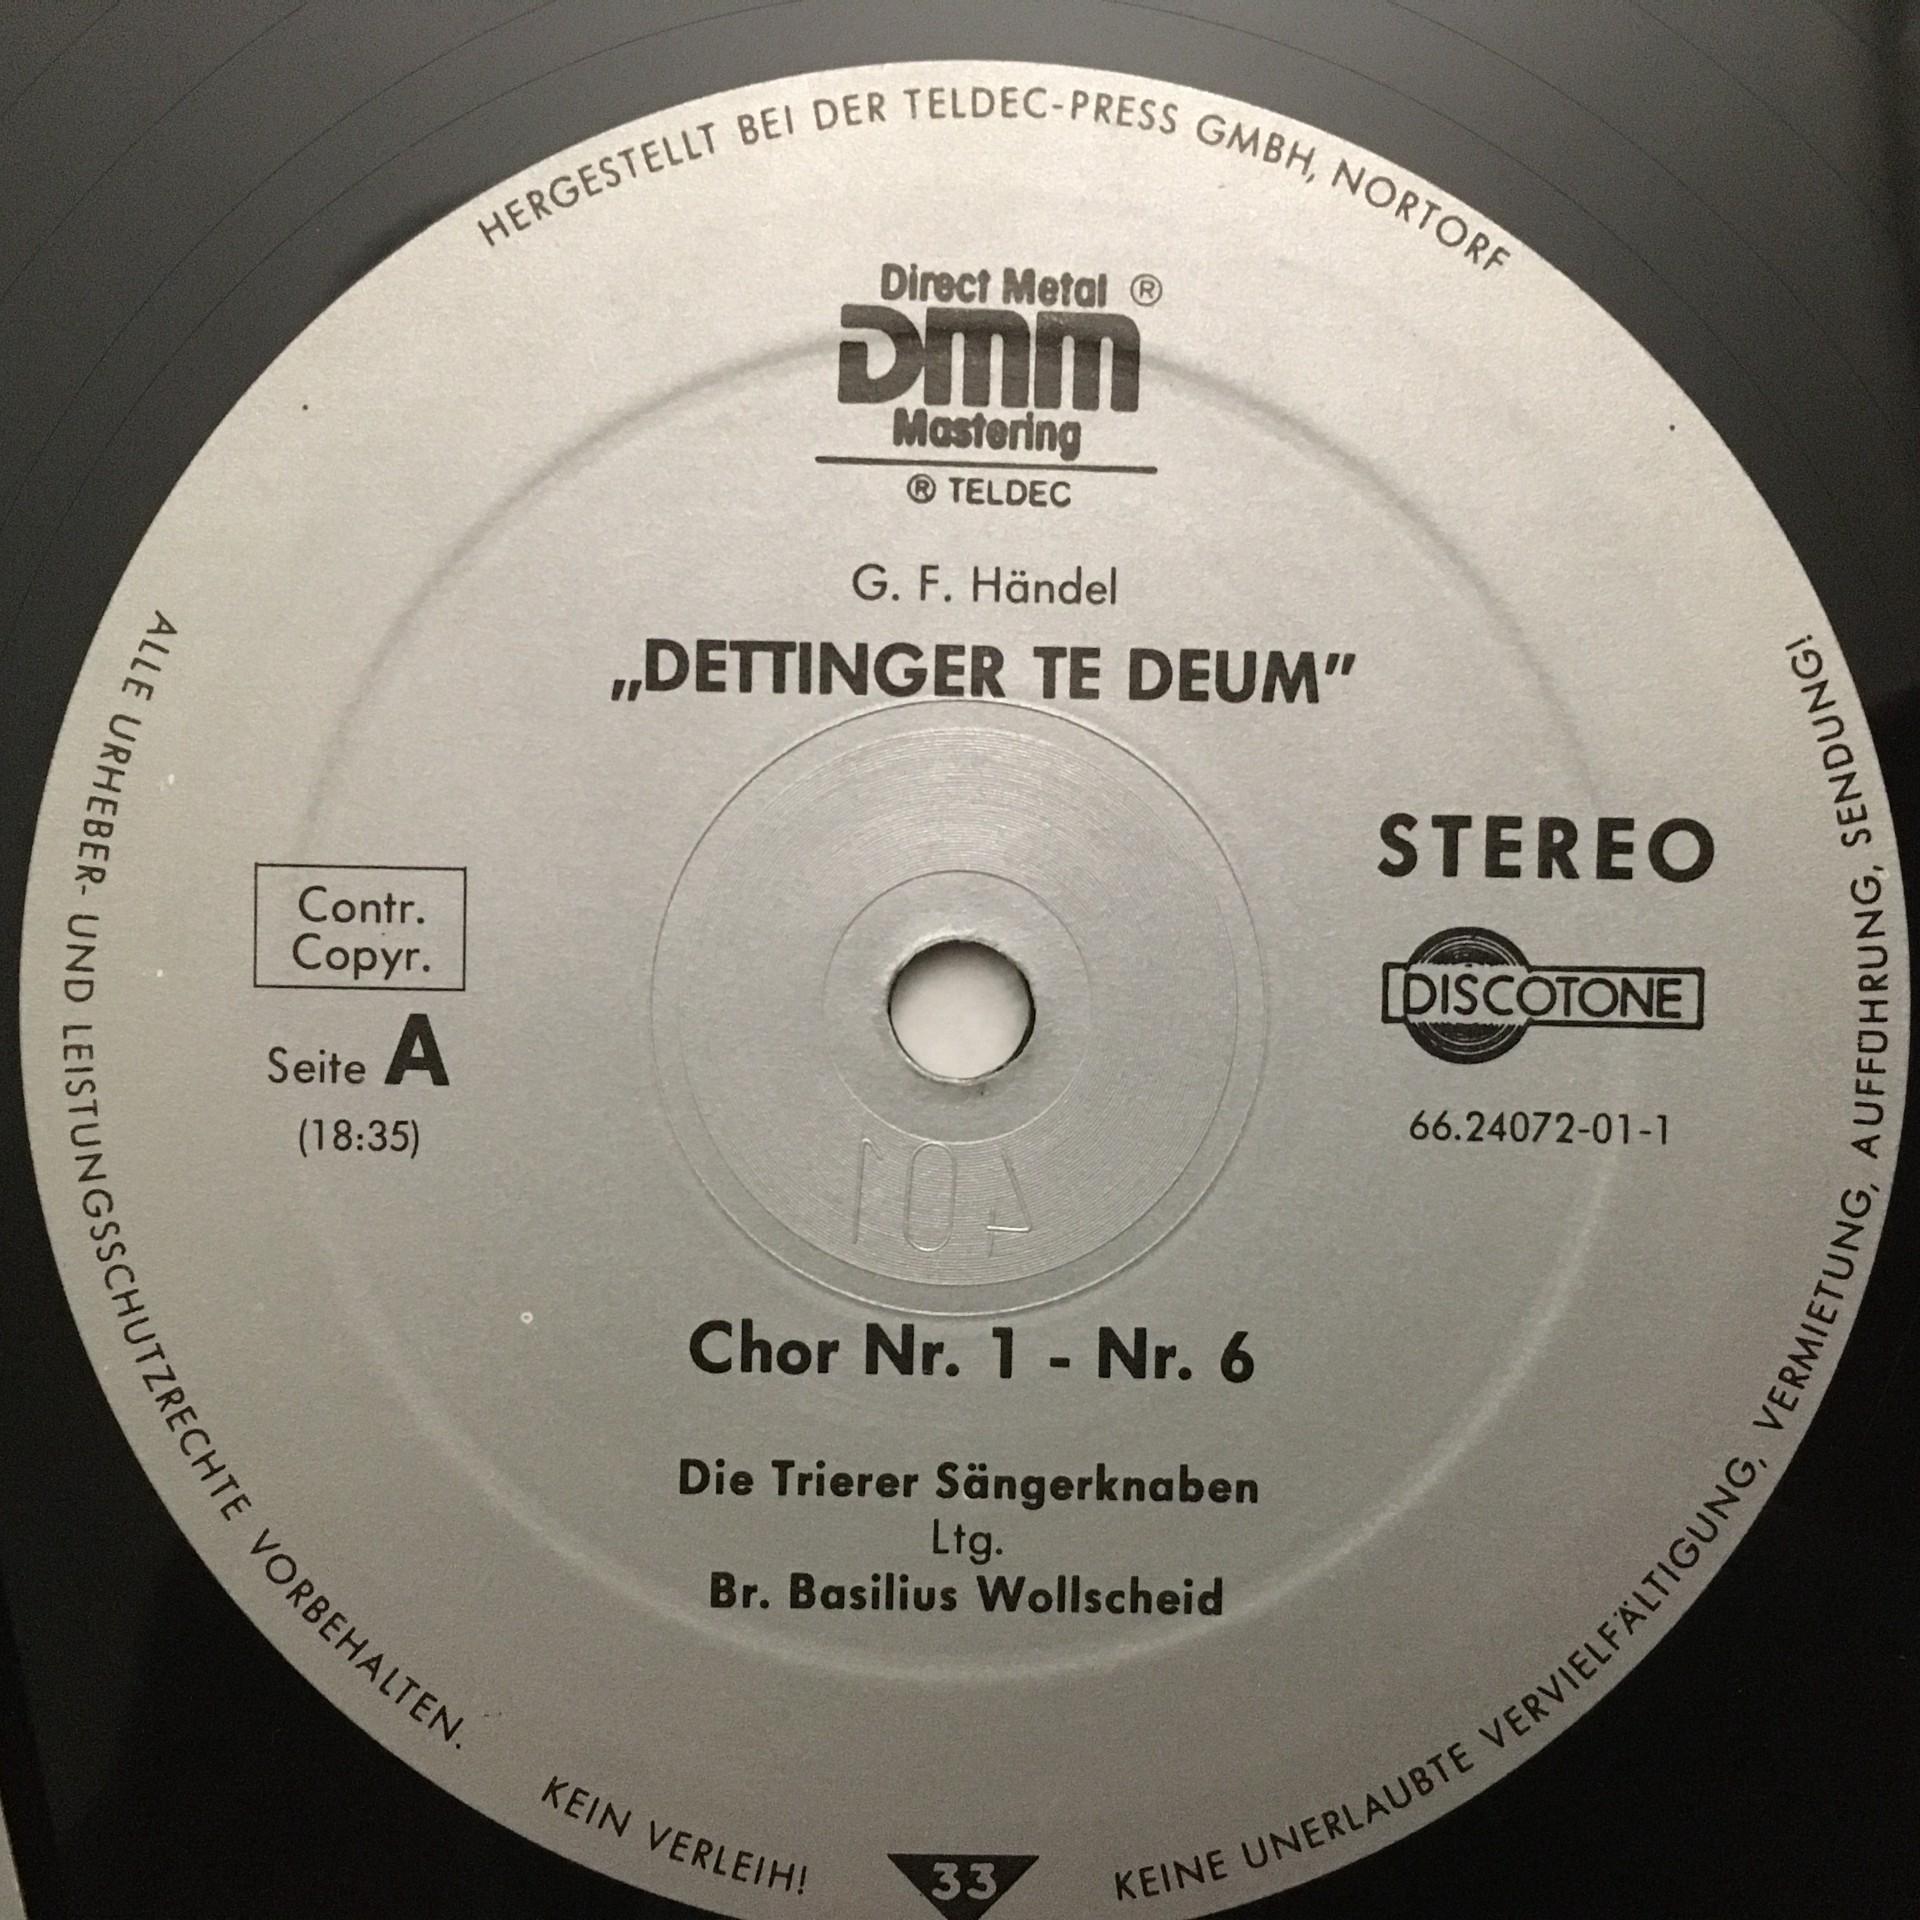 HERGESTELLT BEI DER TELDEC-PRESS GMBH, NORTORF
Direct Metal ®
DMM
Mastering
® TELDEC
G. F. Händel
„DETTINGER TE DEUM”
STEREO
Contr.
Copyr.
DISCOTONE
Seite A
(18:35)
66.24072-01-1
401
Chor Nr. 1 - Nr. 6
Die Trierer Sängerknaben
Ltg.
Br. Basilius Wollscheid
ALLE URHEBER- UND LEISTUNGSSCHUTZRECHTE VORBEHALTEN.
KEIN VERLEIH!
33
KEINE UNERLAUBTE VERVIELFÄLTIGUNG, VERMIETUNG, AUFFÜHRUNG, SENDUNG!